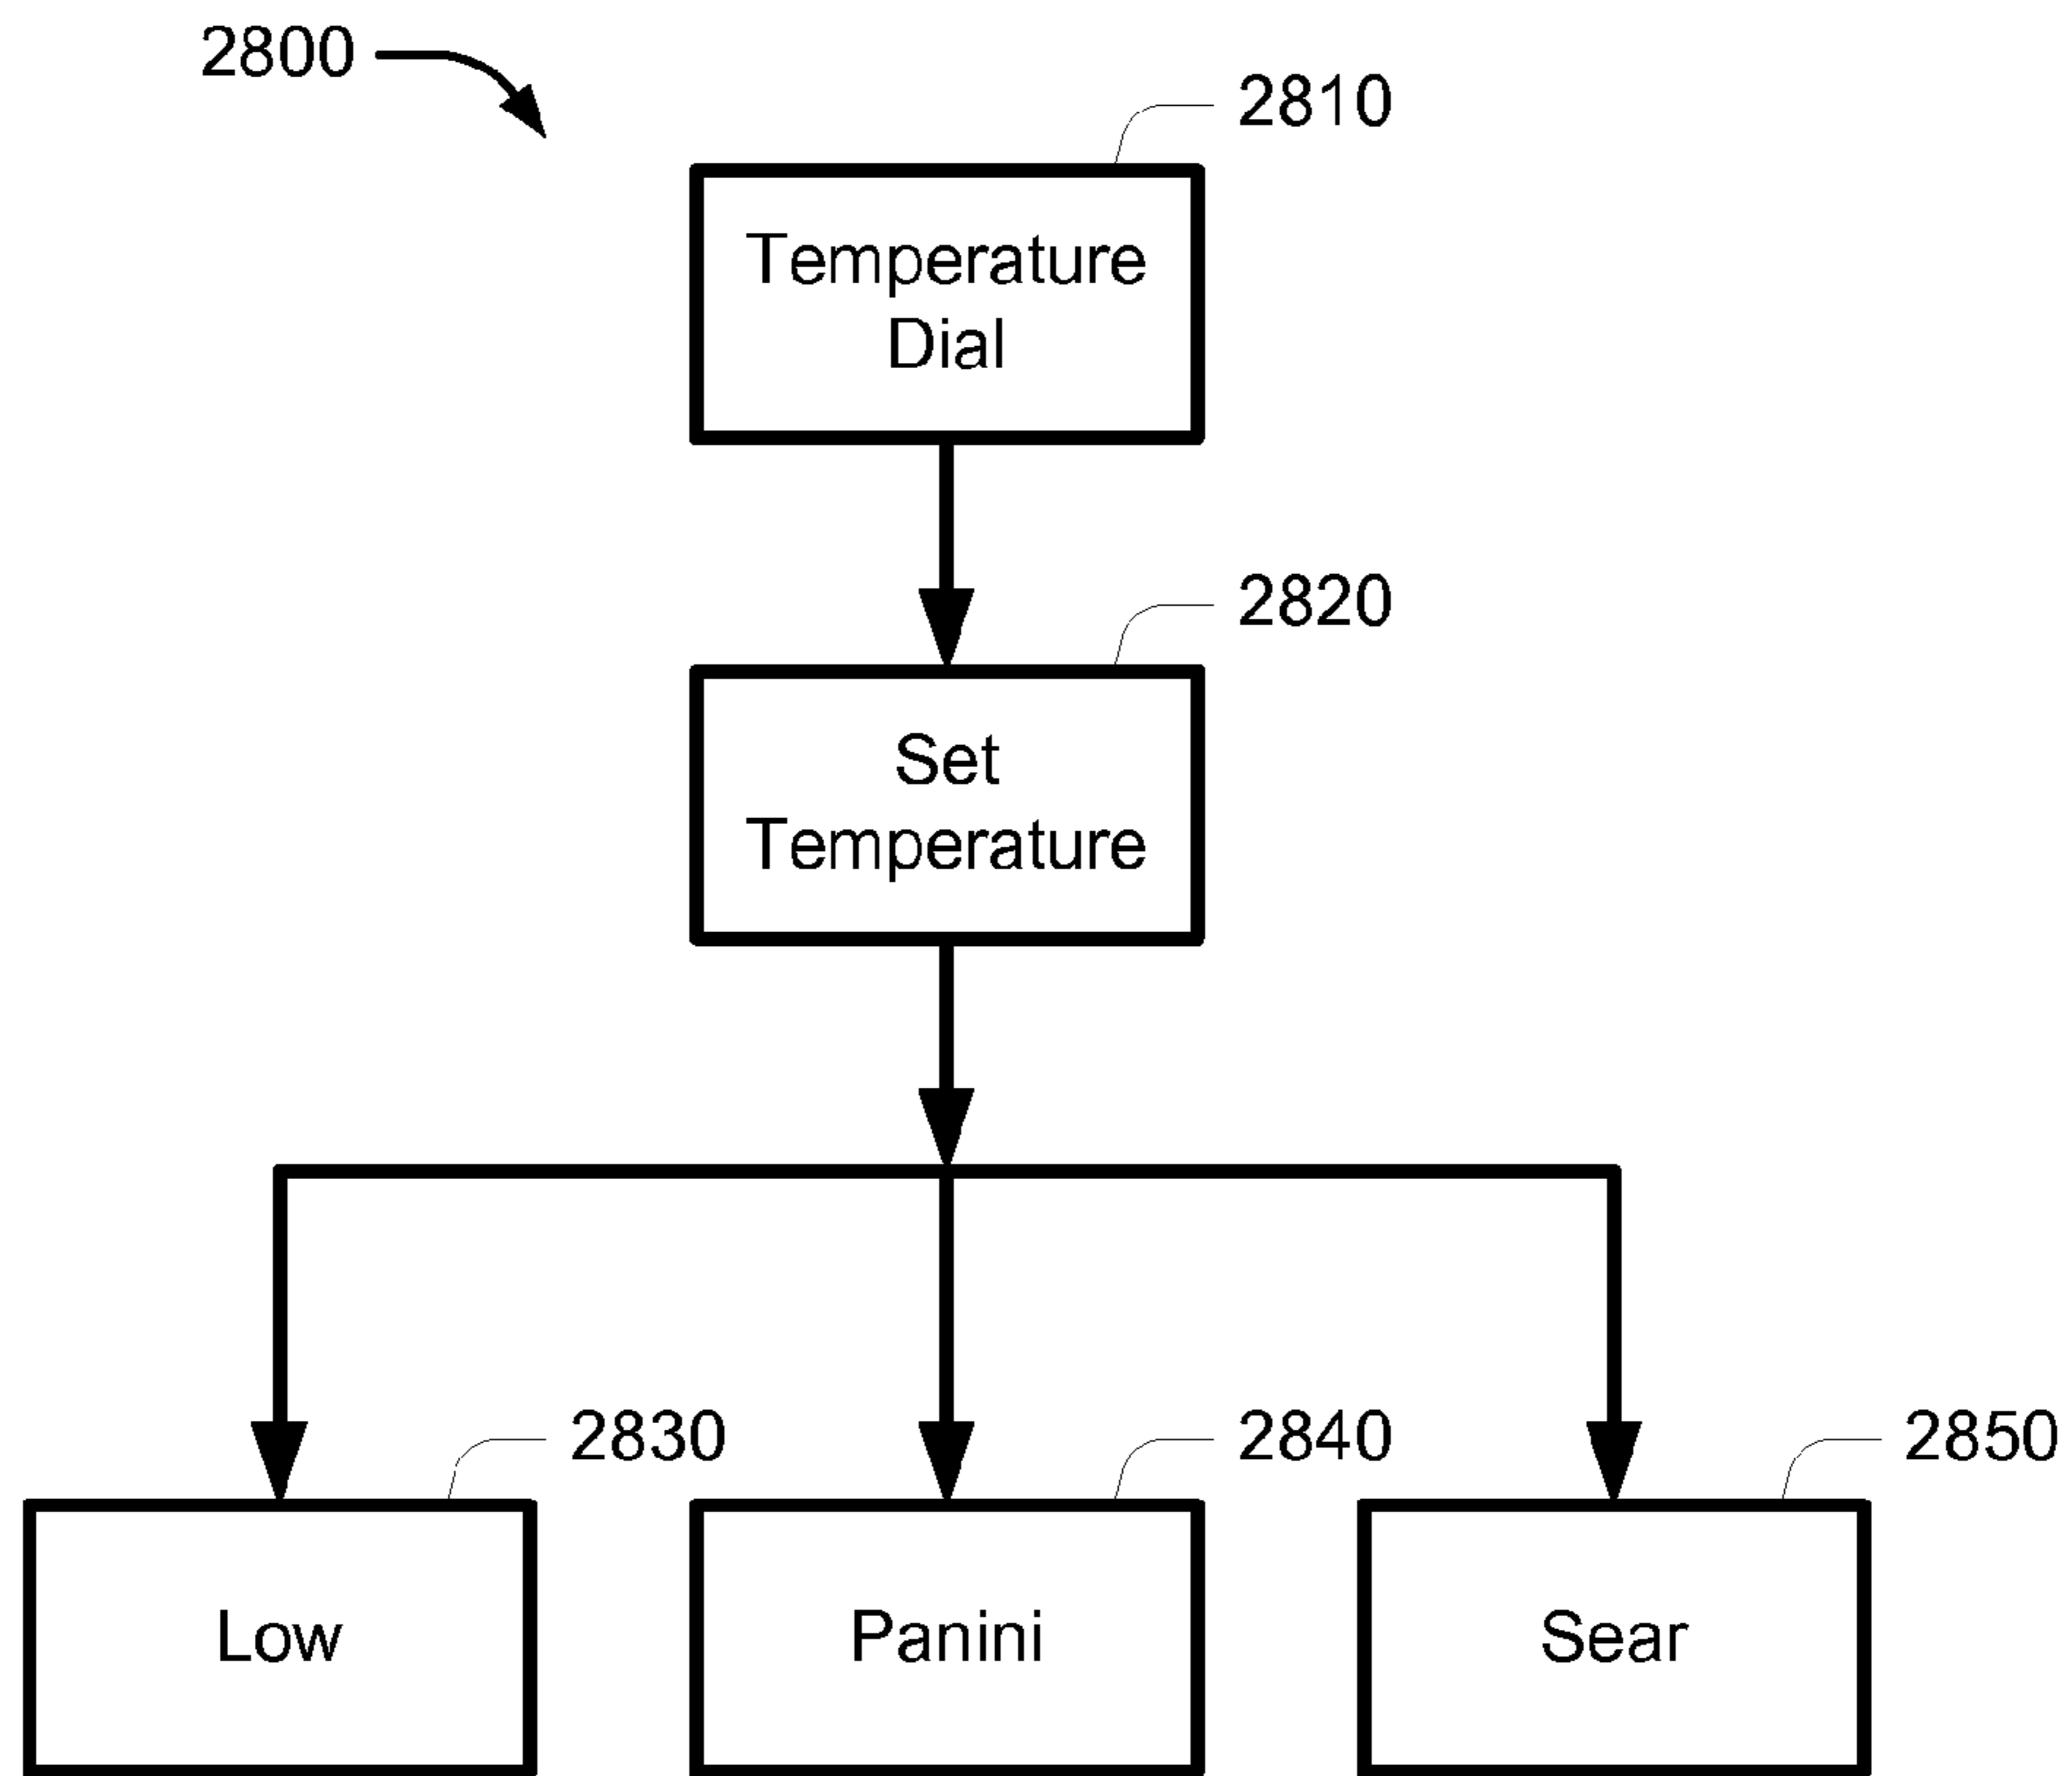 2800
2810
Temperature
Dial
2820
Set
Temperature
2830
2840
2850
Low
Panini
Sear